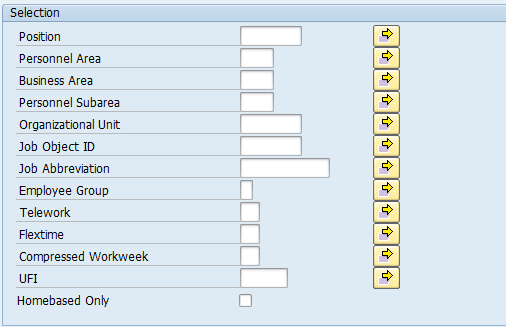 Selection
Position
Personnel Area
Business Area
Personnel Subarea
Organizational Unit
Job Object ID
Job Abbreviation
Employee Group
Telework
Flextime
Compressed Workweek
UFI
Homebased Only